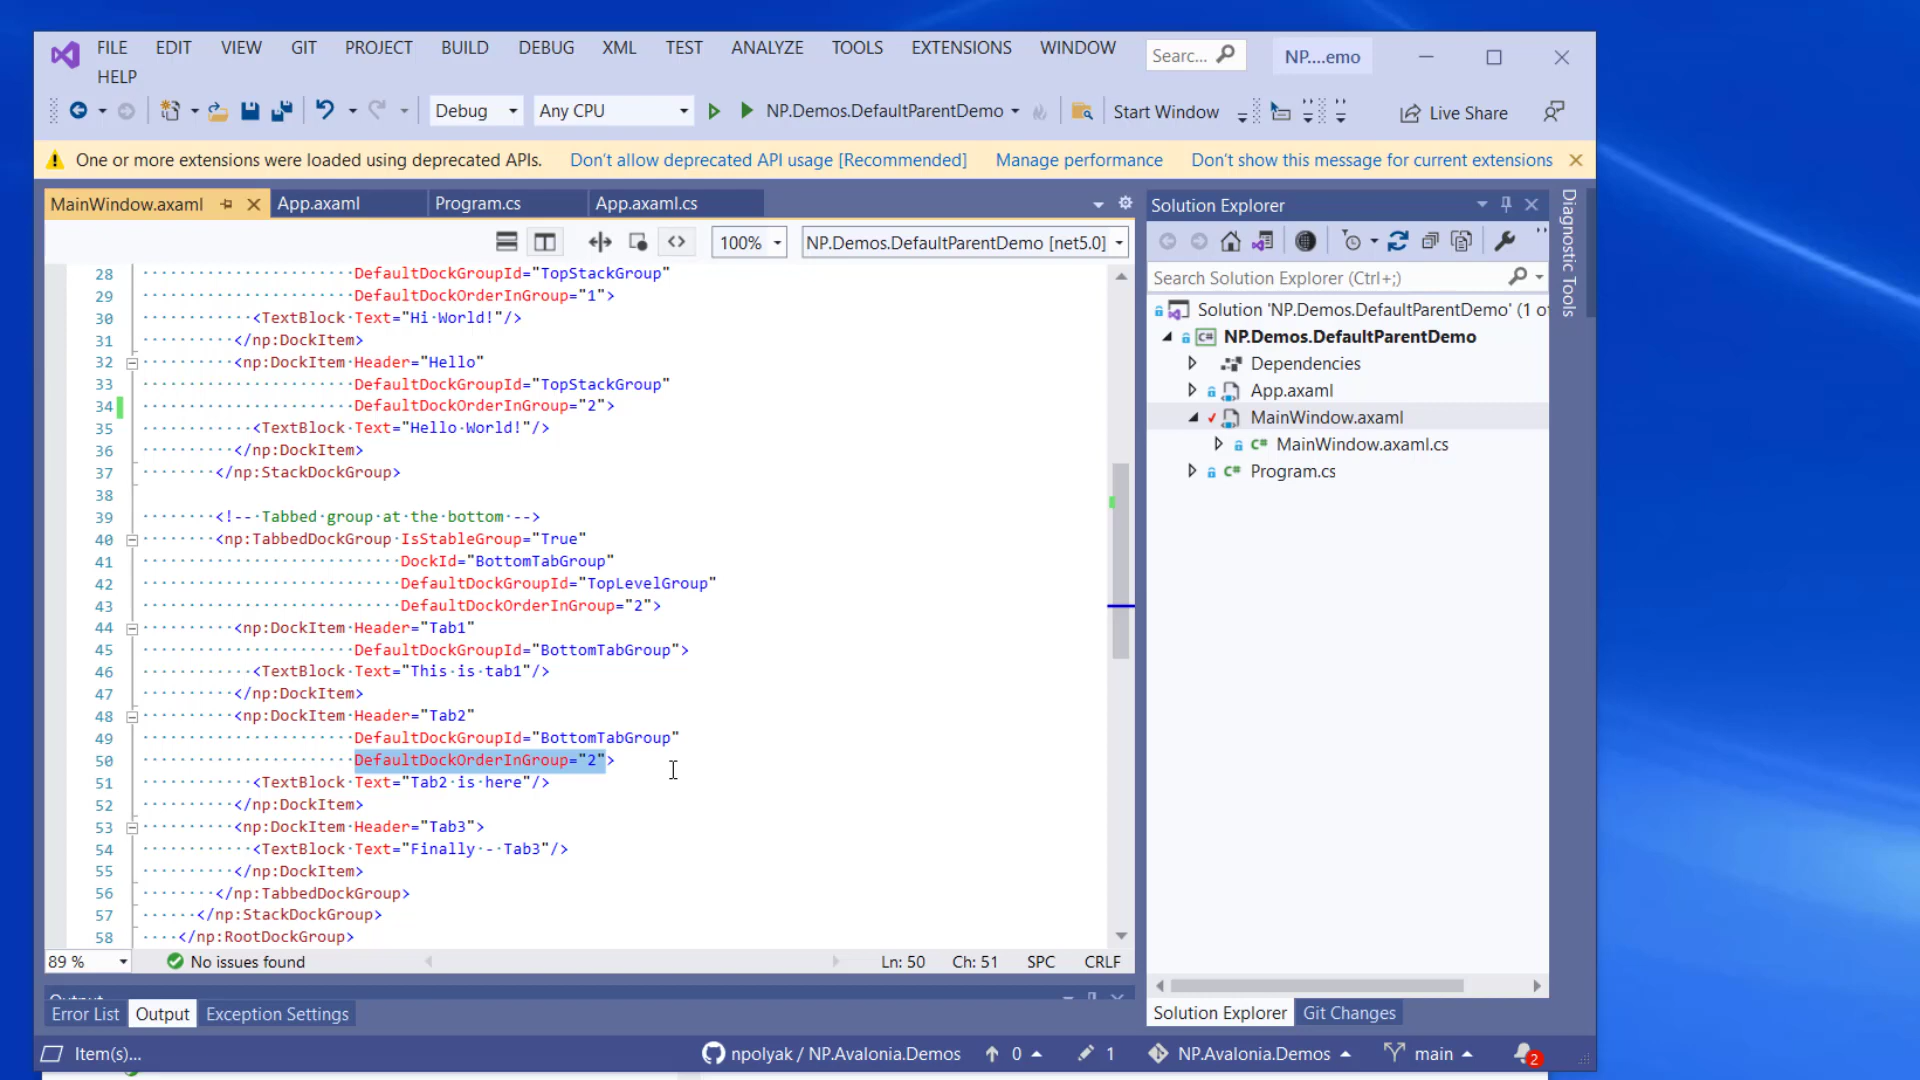 FILE EDIT VIEW GIT PROJECT BUILD DEBUG XML TEST ANALYZE TOOLS EXTENSIONS WINDOW
HELP
Searc...
NP....emo
Debug
Any CPU
NP.Demos.DefaultParentDemo
Start Window
Live Share
One or more extensions were loaded using deprecated APIs. Don't allow deprecated API usage [Recommended] Manage performance Don't show this message for current extensions
MainWindow.axaml App.axaml Program.cs App.axaml.cs
100% NP.Demos.DefaultParentDemo [net5.0]
28 DefaultDockGroupId="TopStackGroup"
29 DefaultDockOrderInGroup="1">
30 <TextBlock Text="Hi World!"/>
31 </np:DockItem>
32 <np:DockItem Header="Hello"
33 DefaultDockGroupId="TopStackGroup"
34 DefaultDockOrderInGroup="2">
35 <TextBlock Text="Hello World!"/>
36 </np:DockItem>
37 </np:StackDockGroup>
38
39 <!-- Tabbed group at the bottom -->
40 <np:TabbedDockGroup IsStableGroup="True"
41 DockId="BottomTabGroup"
42 DefaultDockGroupId="TopLevelGroup"
43 DefaultDockOrderInGroup="2">
44 <np:DockItem Header="Tab1"
45 DefaultDockGroupId="BottomTabGroup">
46 <TextBlock Text="This is tab1"/>
47 </np:DockItem>
48 <np:DockItem Header="Tab2"
49 DefaultDockGroupId="BottomTabGroup"
50 DefaultDockOrderInGroup="2">
51 <TextBlock Text="Tab2 is here"/>
52 </np:DockItem>
53 <np:DockItem Header="Tab3">
54 <TextBlock Text="Finally - Tab3"/>
55 </np:DockItem>
56 </np:TabbedDockGroup>
57 </np:StackDockGroup>
58 </np:RootDockGroup>
89 % No issues found Ln: 50 Ch: 51 SPC CRLF
Output
Error List Output Exception Settings
Solution Explorer
Search Solution Explorer (Ctrl+;)
Solution 'NP.Demos.DefaultParentDemo' (1 o
C# NP.Demos.DefaultParentDemo
Dependencies
App.axaml
MainWindow.axaml
C# MainWindow.axaml.cs
C# Program.cs
Solution Explorer Git Changes
Diagnostic Tools
Item(s)... npolyak / NP.Avalonia.Demos 0 1 NP.Avalonia.Demos main 2